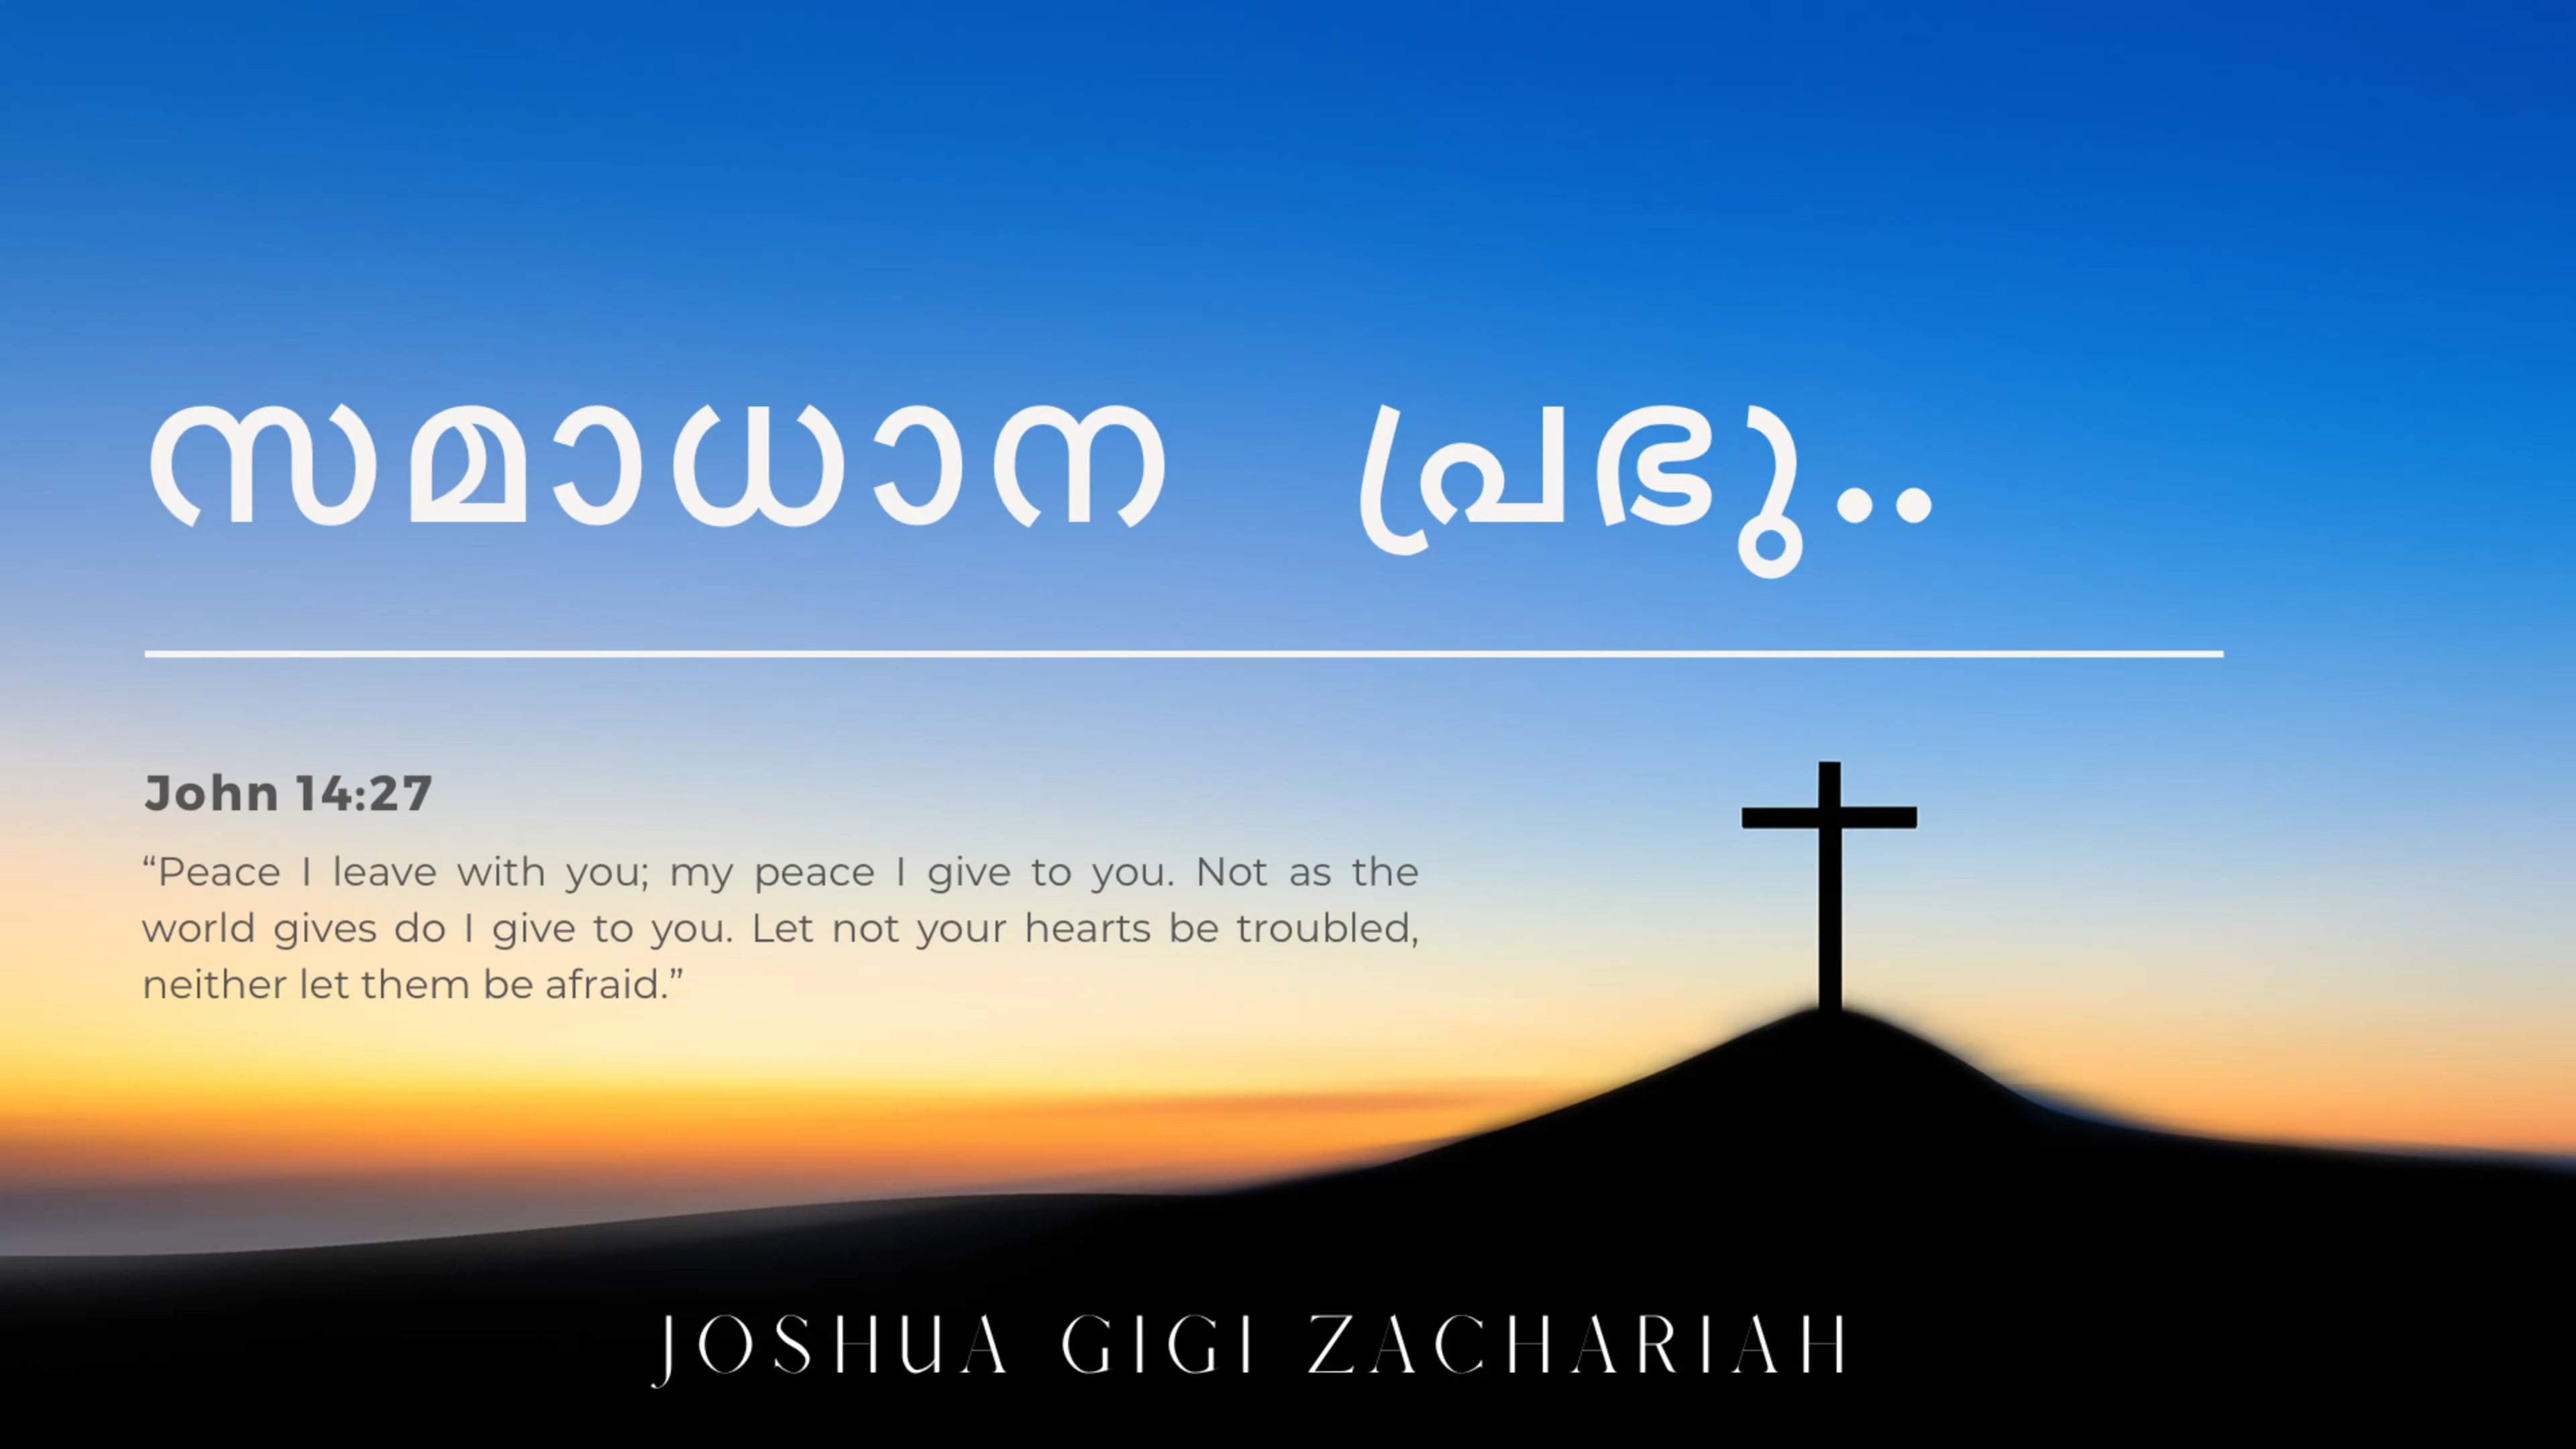 സമാധാന പ്രഭു..
John 14:27
“Peace I leave with you; my peace I give to you. Not as the
world gives do I give to you. Let not your hearts be troubled,
neither let them be afraid.”
JOSHUA GIGI ZACHARIAH